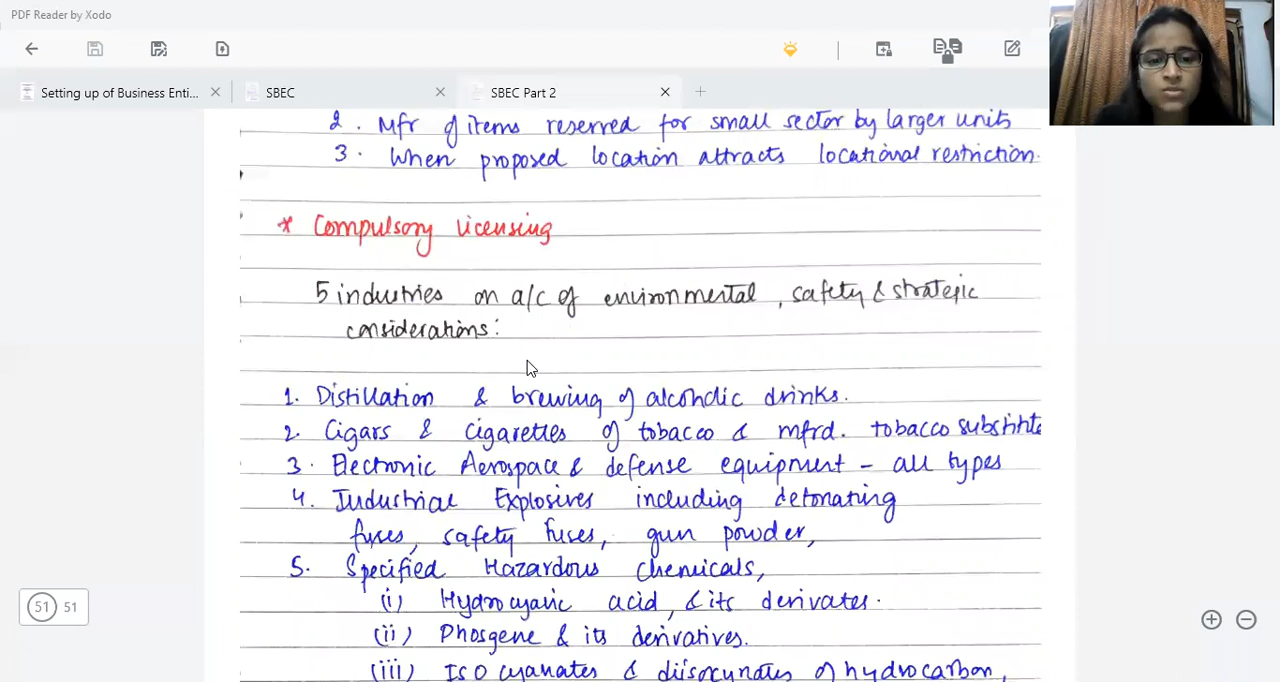 PDF Reader by Xodo
Setting up of Business Enti...
SBEC
SBEC Part 2
2. Mfr of items reserved for small sector by larger units
3. When proposed location attracts locational restriction.
* Compulsory Licensing
5 industries on a/c of environmental, safety & strategic
considerations:
1. Distillation & brewing of alcoholic drinks.
2. Cigars & cigarettes of tobacco & mfrd. tobacco substitute
3. Electronic Aerospace & defense equipment - all types
4. Industrial Explosives including detonating
fuses, safety fuses, gun powder,
5. Specified Hazardous chemicals,
(i) Hydrocyanic acid, & its derivates.
(ii) Phosgene & its derivatives.
(iii) Isocyanates & diisocynates of hydrocarbon,
51 51